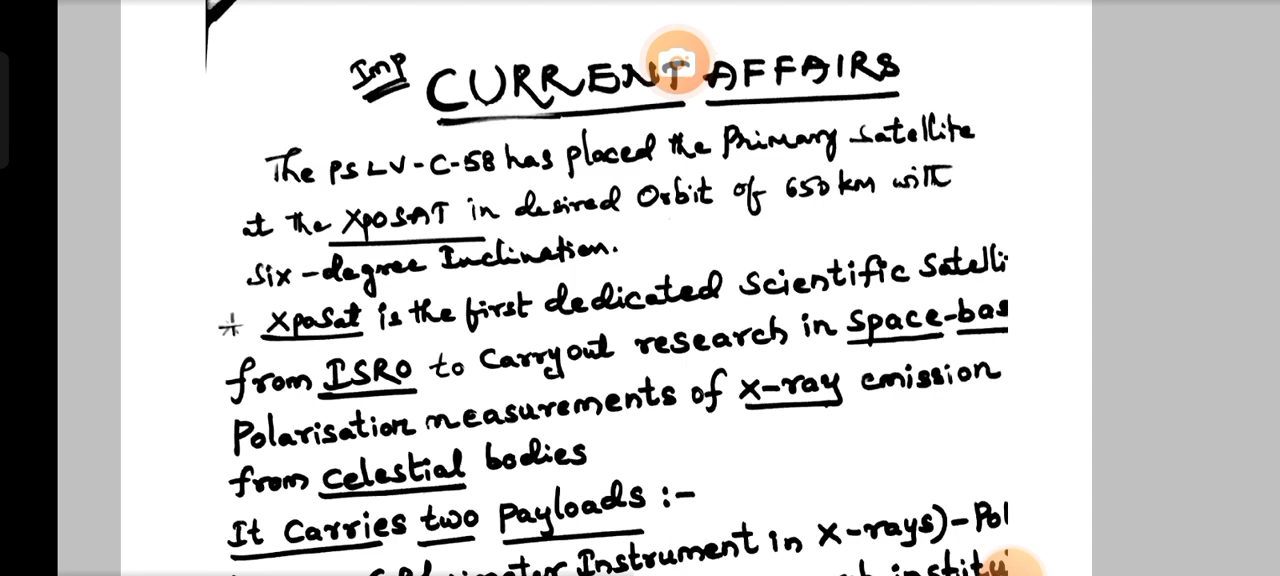 Imp
CURRENT AFFAIRS
The PSLV-C-58 has placed the Primary Satellite
at the XPOSAT in desired Orbit of 650 km with
Six-degree Inclination.
* XpoSat is the first dedicated Scientific Satelli
from ISRO to Carryout research in Space-bas
Polarisation measurements of X-ray emission
from Celestial bodies
It Carries two Payloads :-
Instrument in X-rays)-Pol